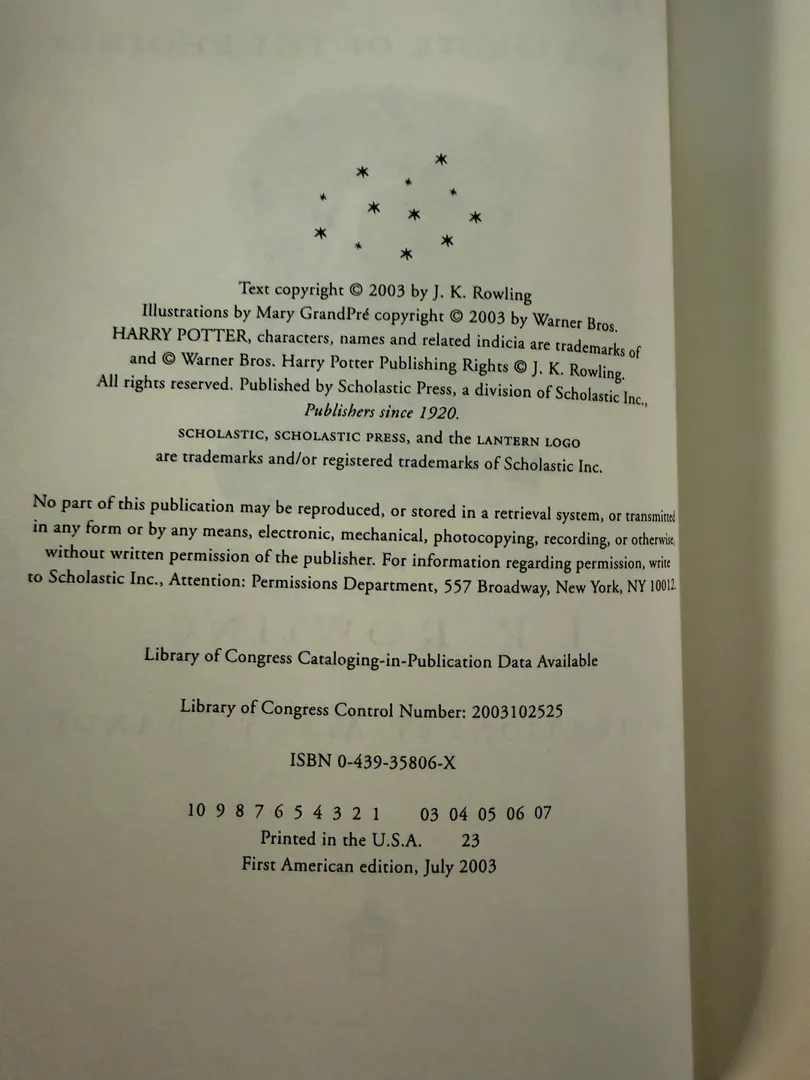 Text copyright © 2003 by J. K. Rowling
Illustrations by Mary GrandPré copyright © 2003 by Warner Bros.
HARRY POTTER, characters, names and related indicia are trademarks of
and © Warner Bros. Harry Potter Publishing Rights © J. K. Rowling.
All rights reserved. Published by Scholastic Press, a division of Scholastic Inc.,
Publishers since 1920.
SCHOLASTIC, SCHOLASTIC PRESS, and the LANTERN LOGO
are trademarks and/or registered trademarks of Scholastic Inc.
No part of this publication may be reproduced, or stored in a retrieval system, or transmitted
in any form or by any means, electronic, mechanical, photocopying, recording, or otherwise,
without written permission of the publisher. For information regarding permission, write
to Scholastic Inc., Attention: Permissions Department, 557 Broadway, New York, NY 10012.
Library of Congress Cataloging-in-Publication Data Available
Library of Congress Control Number: 2003102525
ISBN 0-439-35806-X
10 9 8 7 6 5 4 3 2 1 03 04 05 06 07
Printed in the U.S.A. 23
First American edition, July 2003